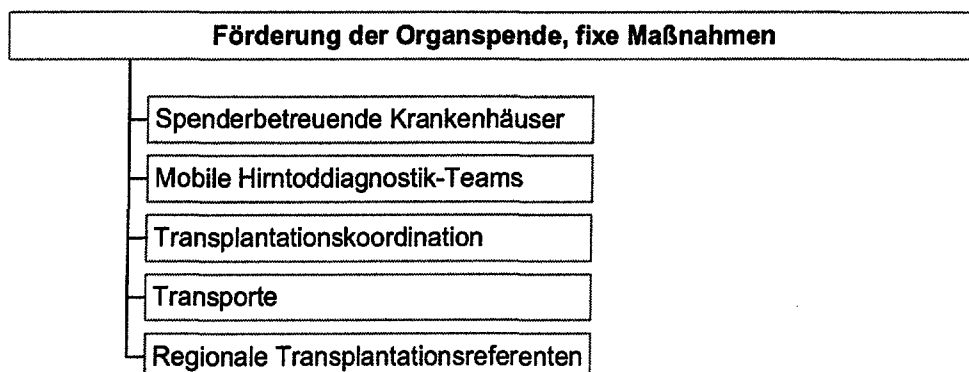 Förderung der Organspende, fixe Maßnahmen
Spenderbetreuende Krankenhäuser
Mobile Hirntoddiagnostik-Teams
Transplantationskoordination
Transporte
Regionale Transplantationsreferenten